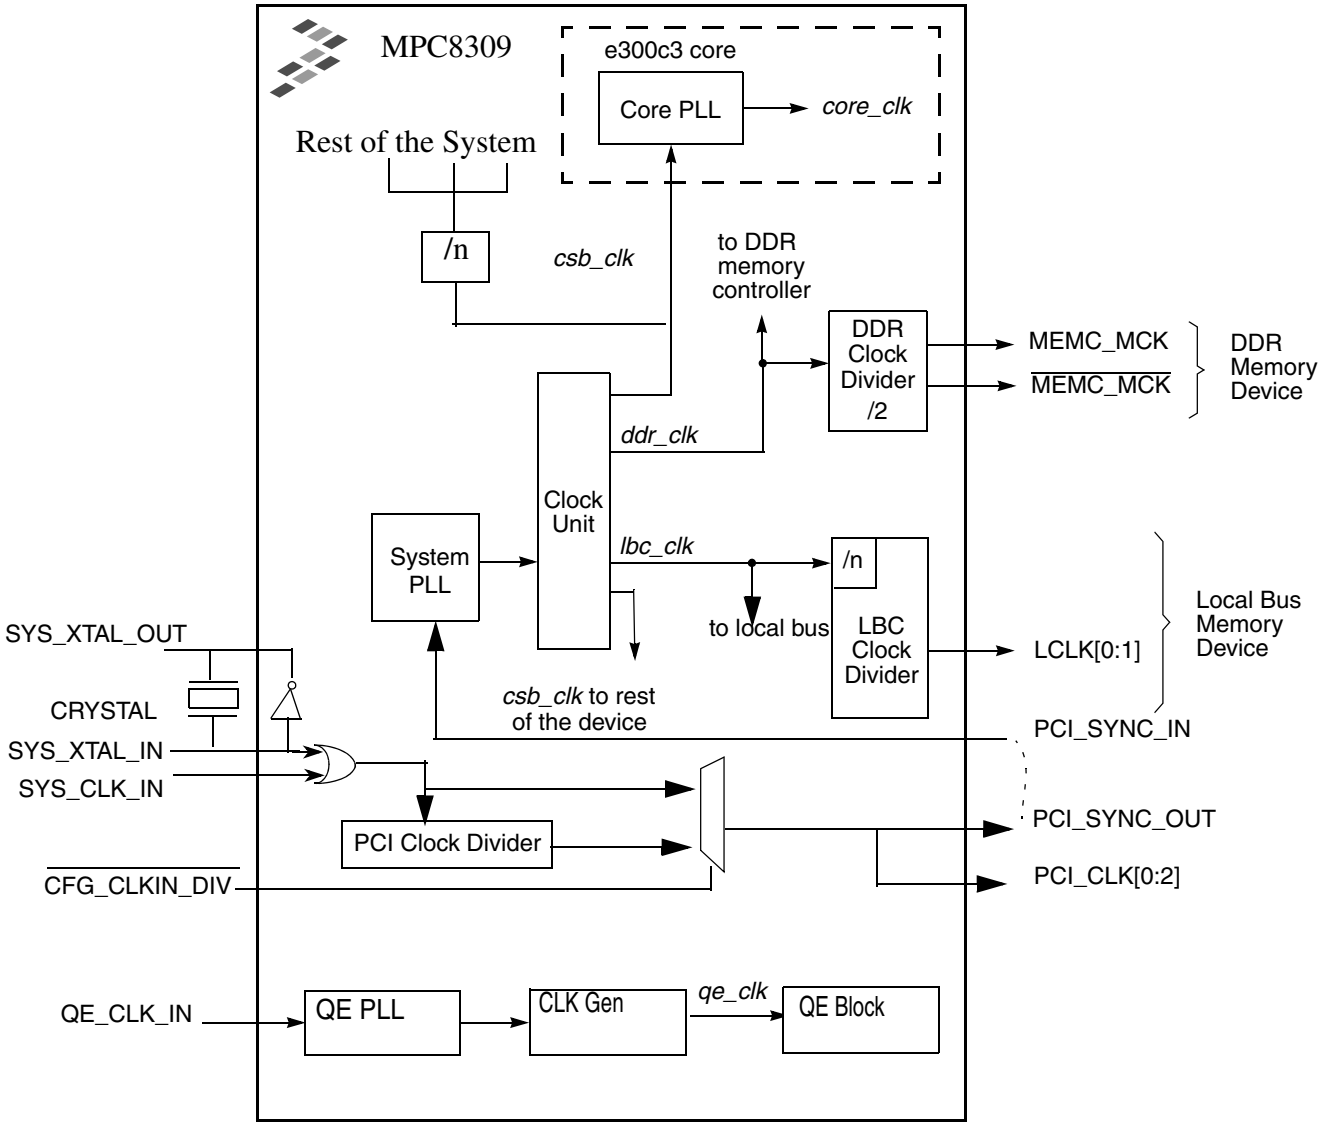 MPC8309
e300c3 core
Core PLL
core_clk
Rest of the System
/n
csb_clk
to DDR
memory
controller
DDR
Clock
Divider
/2
MEMC_MCK
MEMC_MCK
DDR
Memory
Device
ddr_clk
Clock
Unit
System
PLL
lbc_clk
/n
to local bus
LBC
Clock
Divider
LCLK[0:1]
Local Bus
Memory
Device
SYS_XTAL_OUT
CRYSTAL
SYS_XTAL_IN
SYS_CLK_IN
csb_clk to rest
of the device
PCI_SYNC_IN
PCI Clock Divider
PCI_SYNC_OUT
CFG_CLKIN_DIV
PCI_CLK[0:2]
QE_CLK_IN
QE PLL
CLK Gen
qe_clk
QE Block